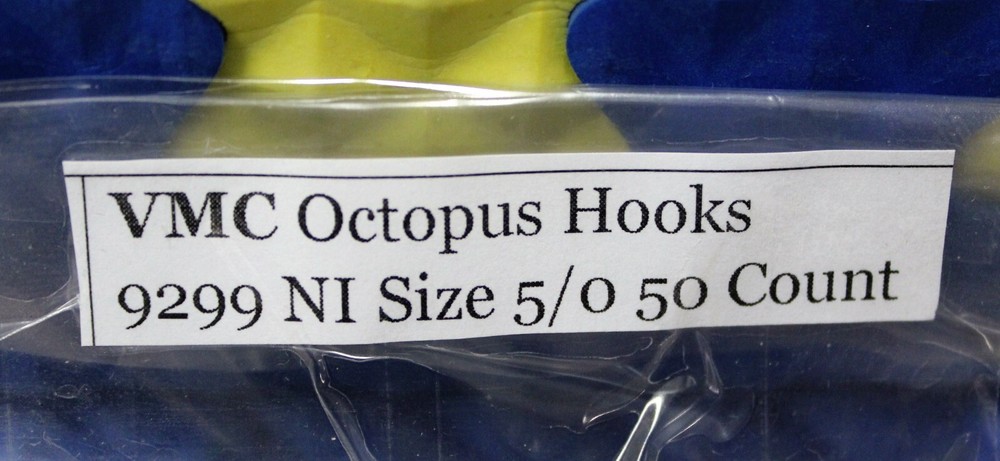 VMC Octopus Hooks
9299 NI Size 5/0 50 Count